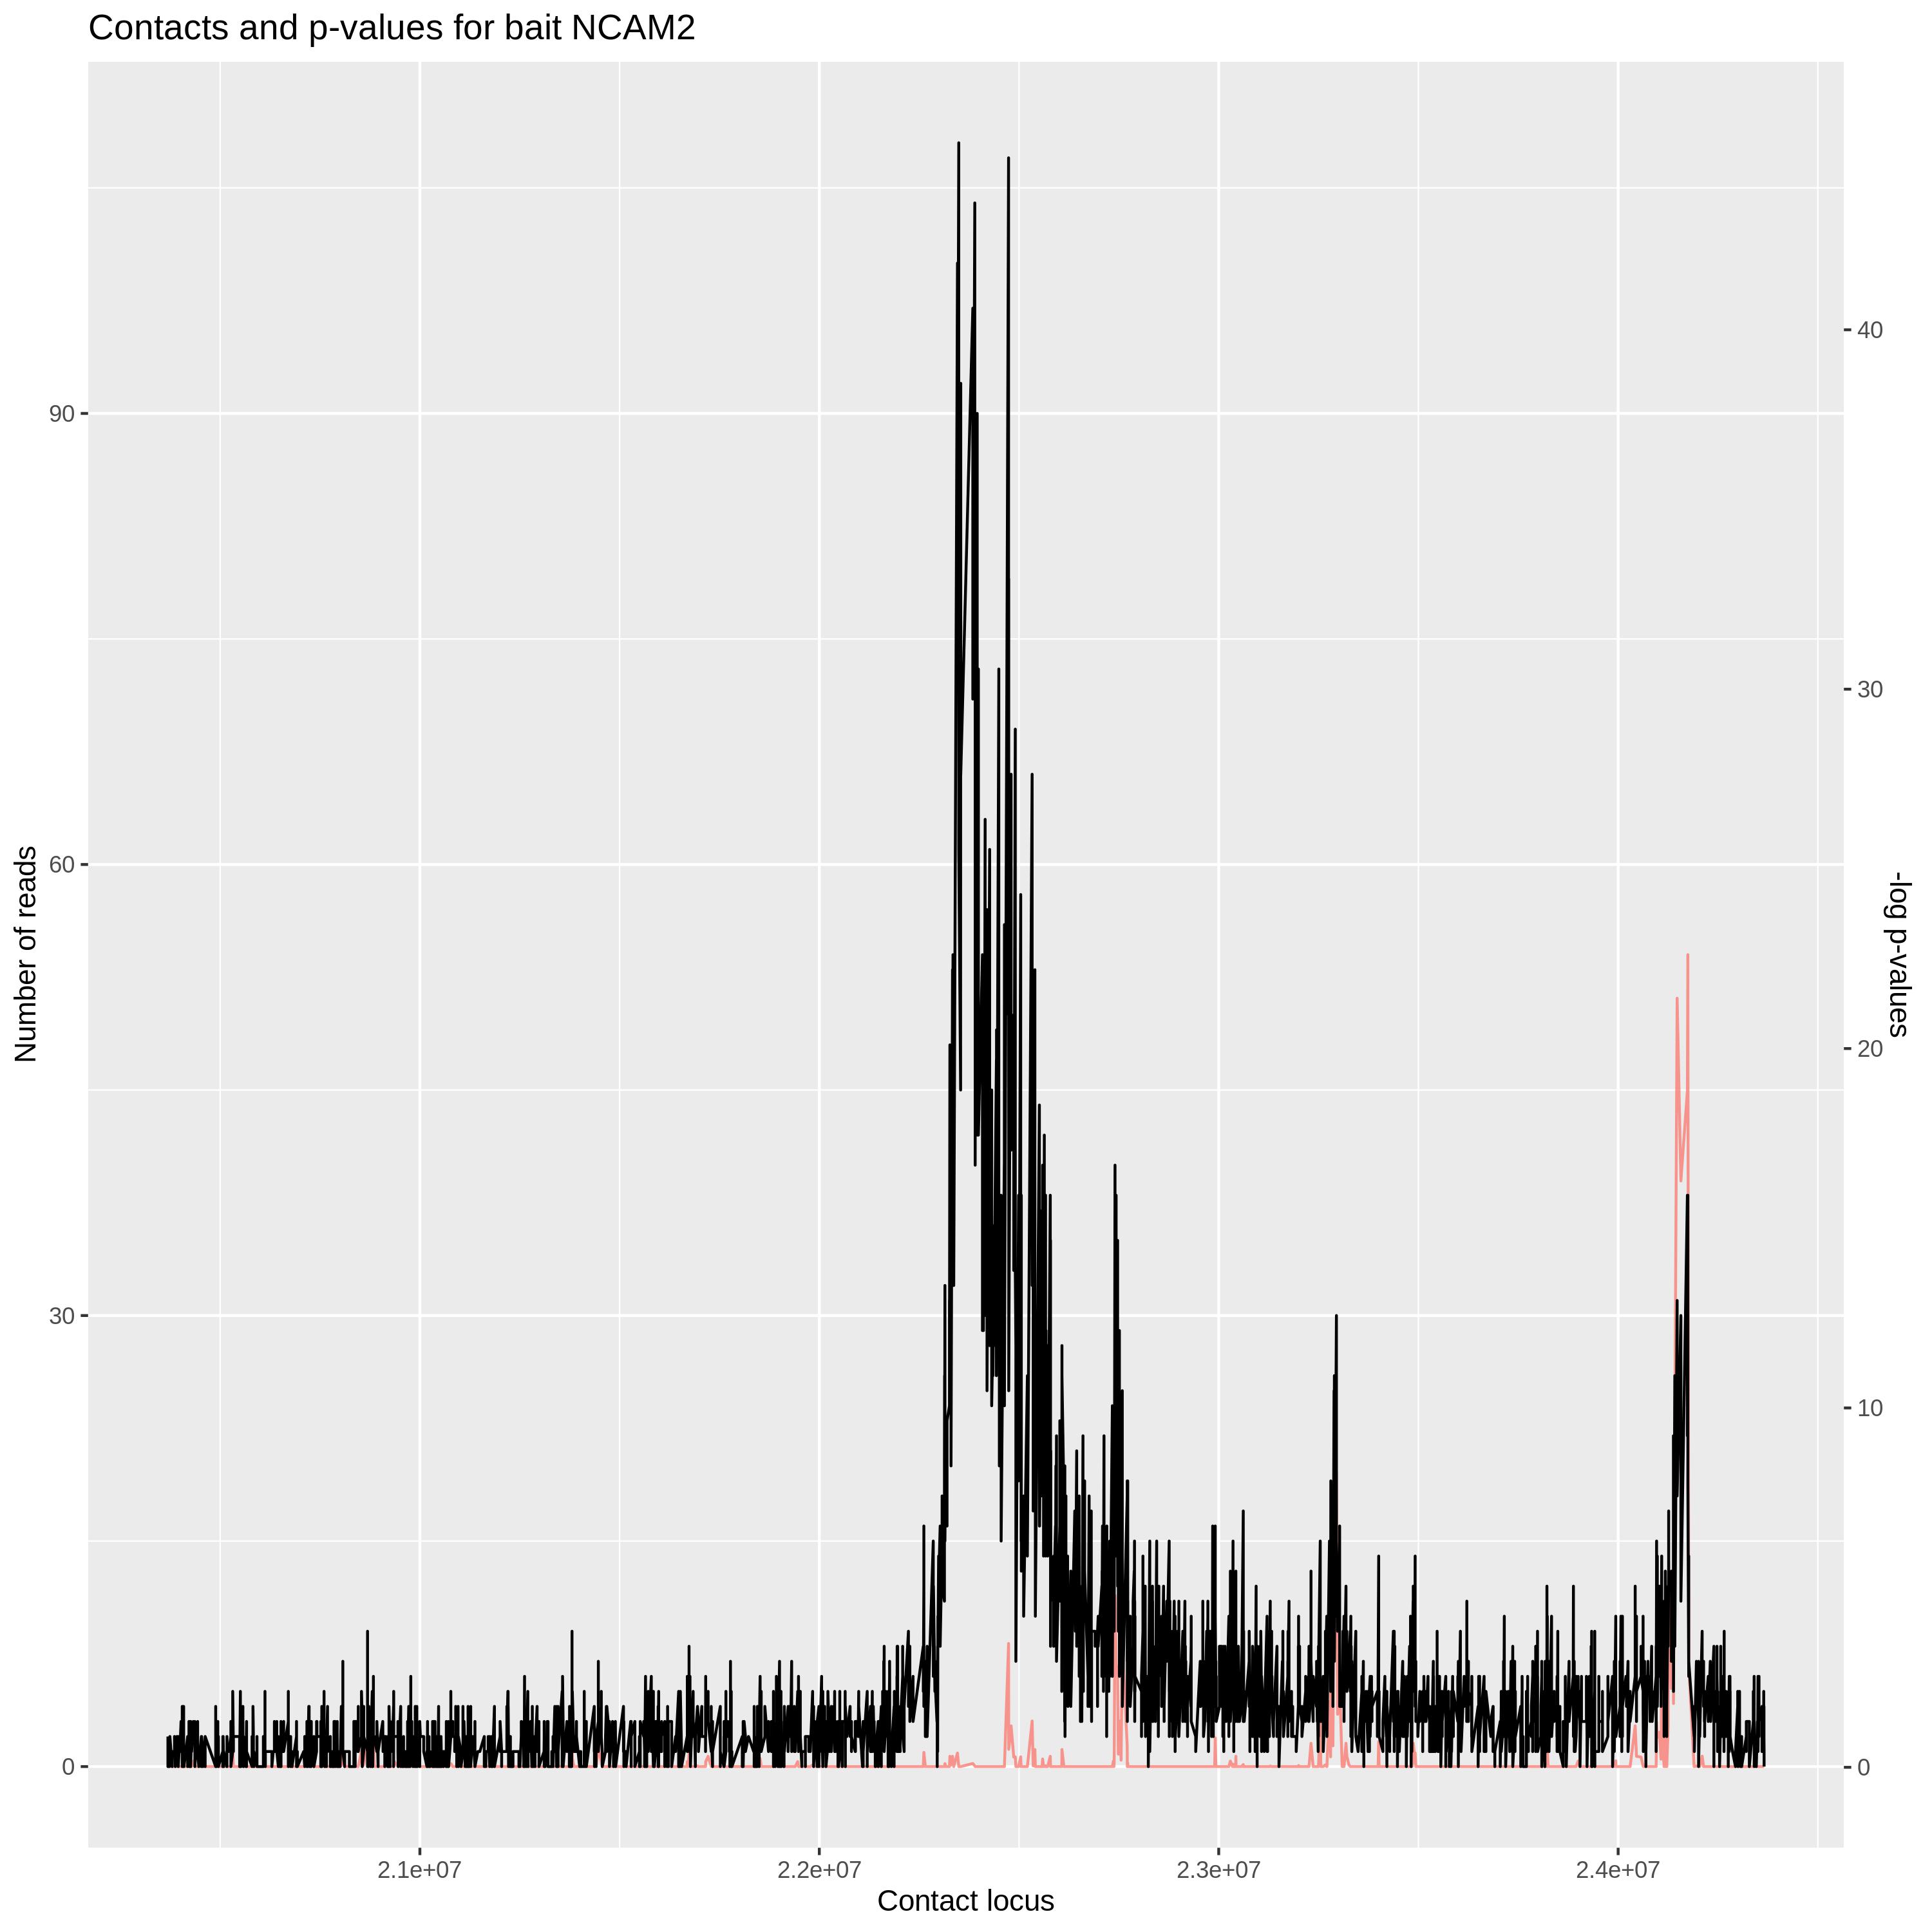 Contacts and p-values for bait NCAM2
Number of reads
90
60
30
0
40
30
20
10
0
-log p-values
2.1e+07
2.2e+07
2.3e+07
2.4e+07
Contact locus